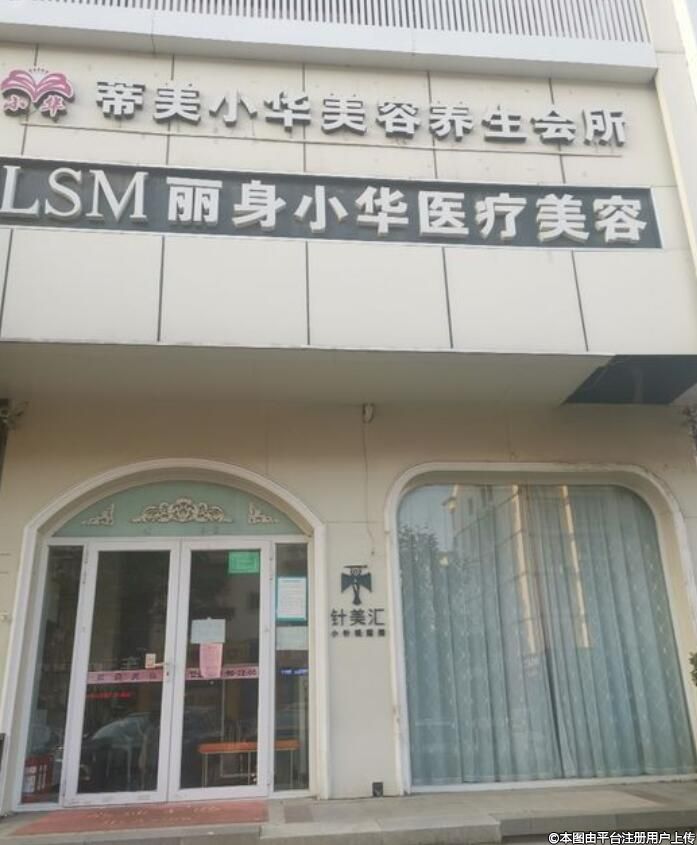 小华
蒂美小华美容养生会所
LSM 丽身小华医疗美容
针美汇
©本图由平台注册用户上传